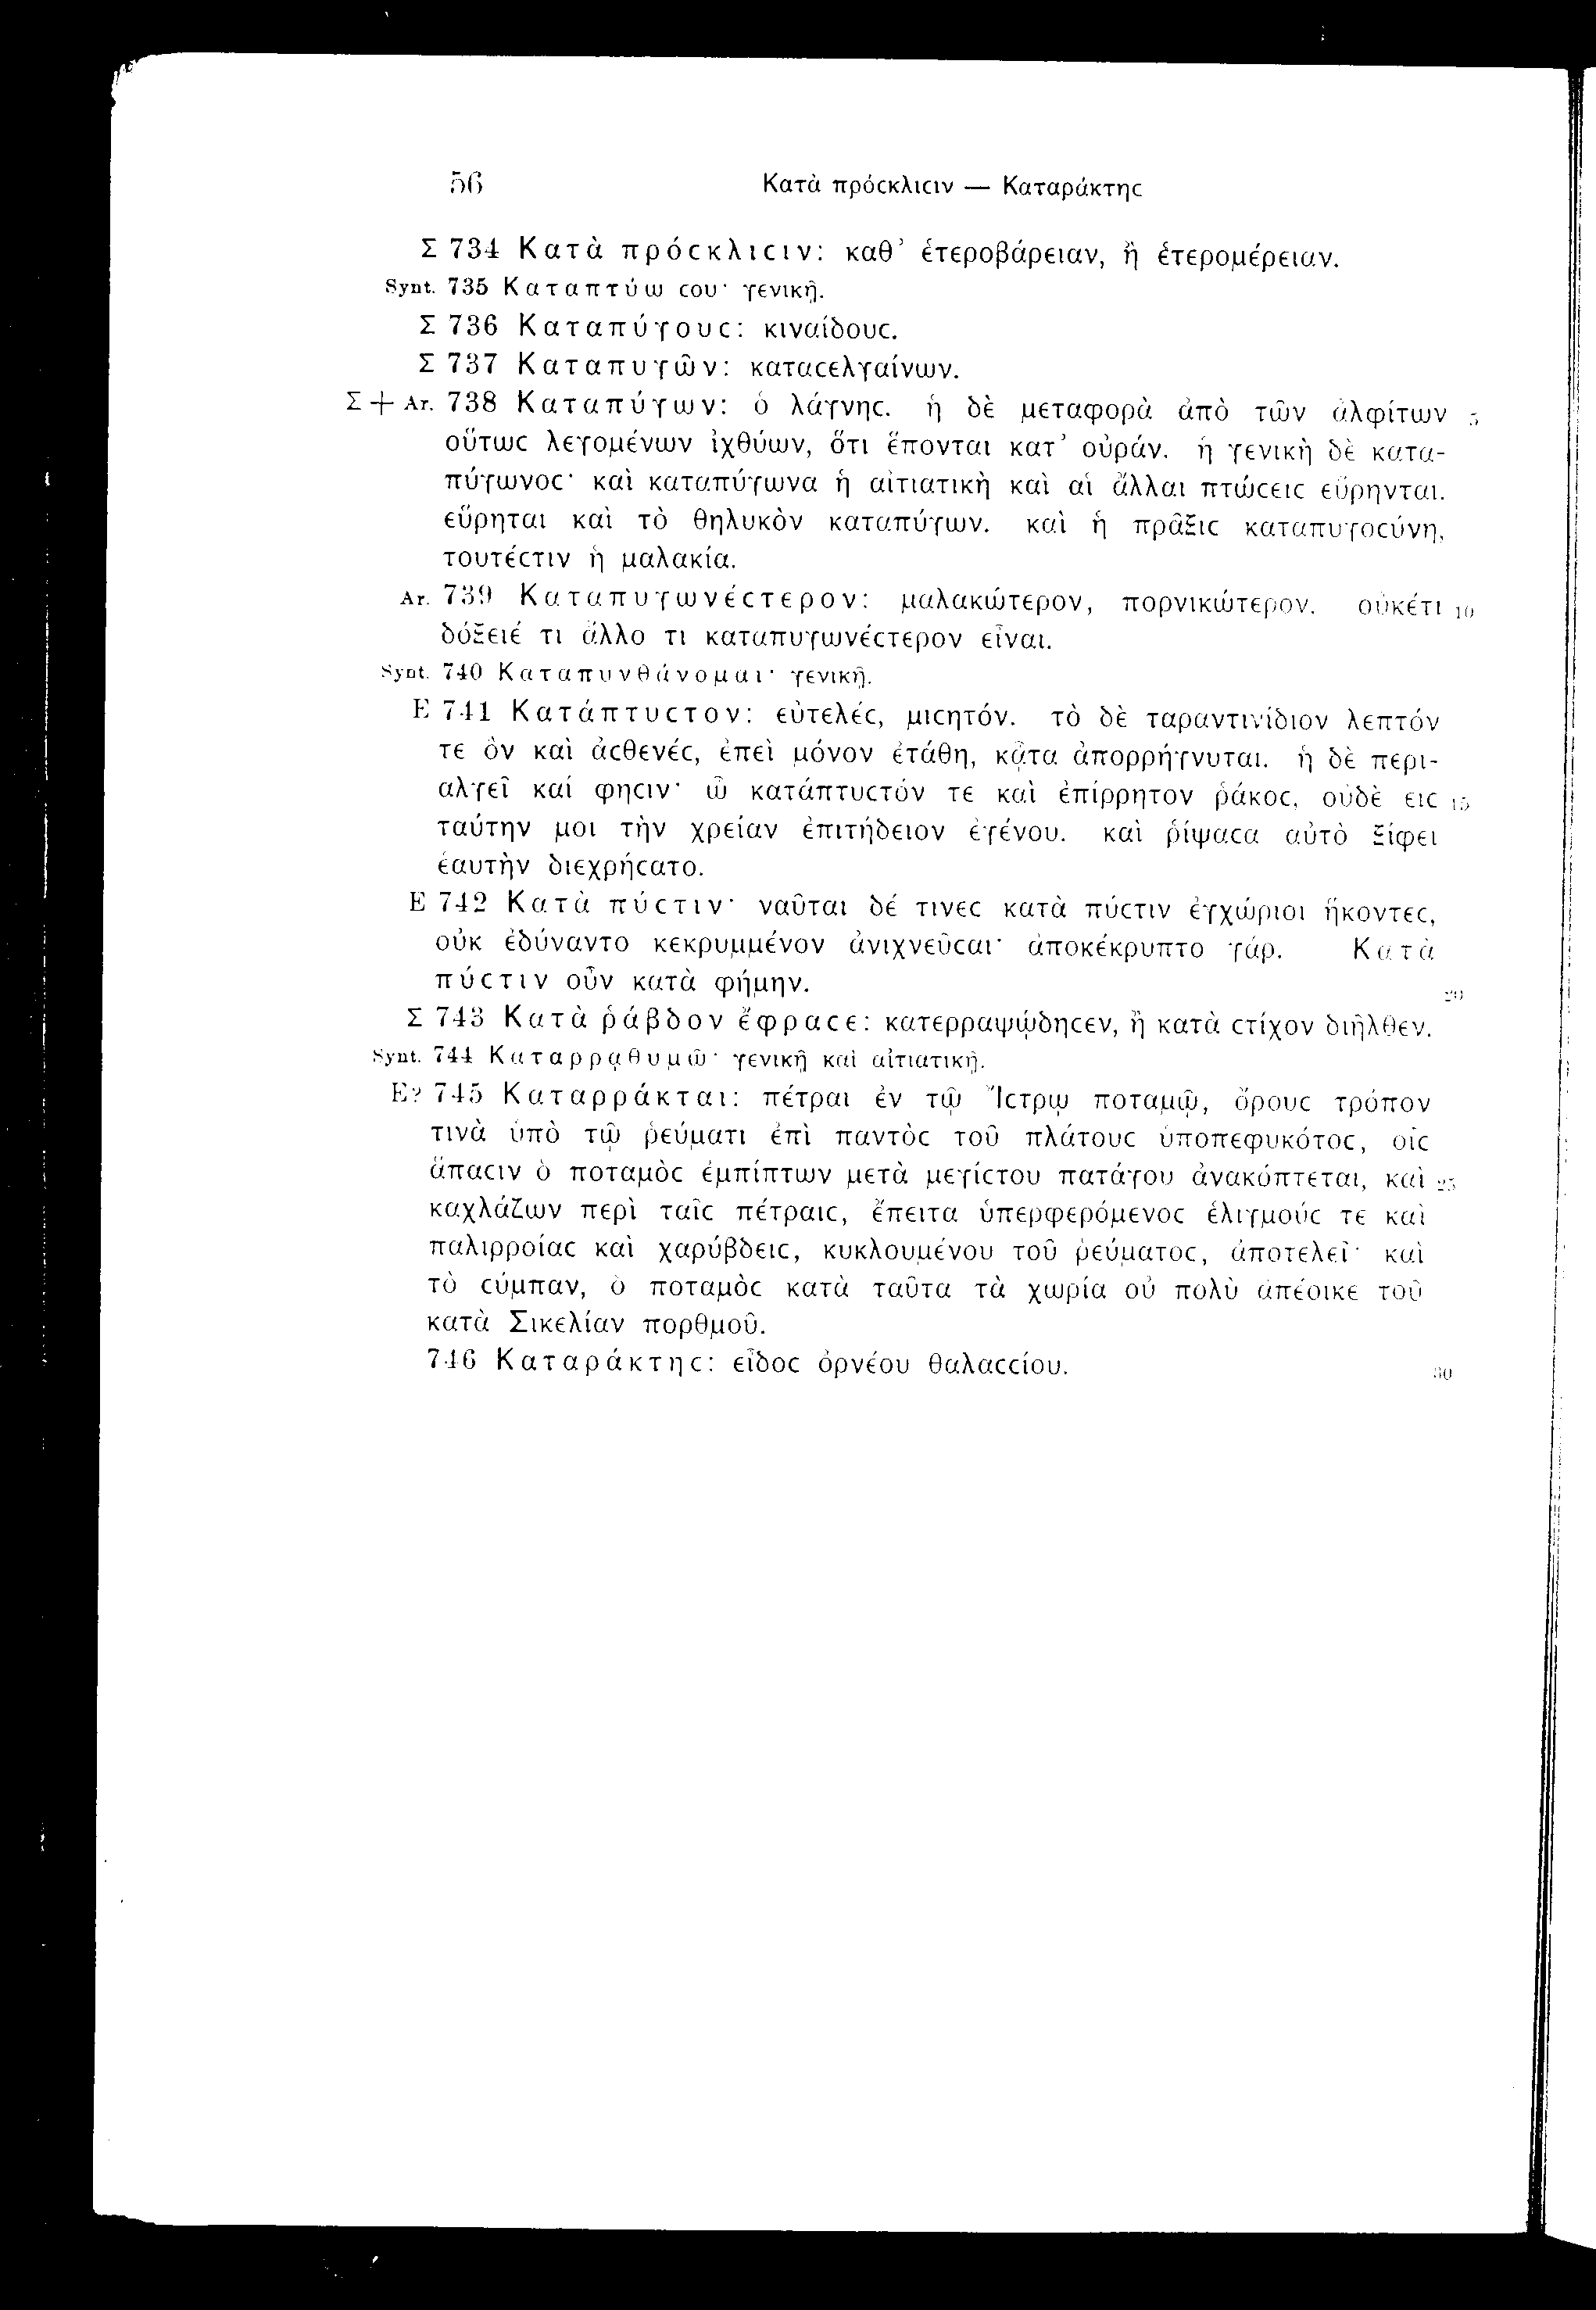 56 Κατὰ πρόϲκλιϲιν — Καταράκτηϲ
Σ 734 Κατὰ πρόϲκλιϲιν: καθ’ ἑτεροβάρειαν, ἢ ἑτερομέρειαν.
Synt. 735 Καταπτύω ϲου· γενικῇ.
Σ 736 Καταπύγουϲ: κιναίδουϲ.
Σ 737 Καταπυγῶν: καταϲελγαίνων.
Σ + Ar. 738 Καταπύγων: ὁ λάγνηϲ. ἡ δὲ μεταφορὰ ἀπὸ τῶν ἀλφίτων 5
οὕτωϲ λεγομένων ἰχθύων, ὅτι ἕπονται κατ’ οὐράν. ἡ γενικὴ δὲ κατα-
πύγωνοϲ· καὶ καταπύγωνα ἡ αἰτιατικὴ καὶ αἱ ἄλλαι πτώϲειϲ εὕρηνται.
εὕρηται καὶ τὸ θηλυκὸν καταπύγων. καὶ ἡ πρᾶξιϲ καταπυγοϲύνη,
τουτέϲτιν ἡ μαλακία.
Ar. 739 Καταπυγωνέϲτερον: μαλακώτερον, πορνικώτερον. οὐκέτι 10
δόξειέ τι ἄλλο τι καταπυγωνέϲτερον εἶναι.
Synt. 740 Καταπυνθάνομαι· γενικῇ.
E 741 Κατάπτυϲτον: εὐτελέϲ, μιϲητόν. τὸ δὲ ταραντινίδιον λεπτόν
τε ὂν καὶ ἀϲθενέϲ, ἐπεὶ μόνον ἐτάθη, κᾆτα ἀπορρήγνυται. ἡ δὲ περι-
αλγεῖ καί φηϲιν· ὦ κατάπτυϲτόν τε καὶ ἐπίρρητον ῥάκοϲ, οὐδὲ εἰϲ 15
ταύτην μοι τὴν χρείαν ἐπιτήδειον ἐγένου. καὶ ῥίψαϲα αὐτὸ ξίφει
ἑαυτὴν διεχρήϲατο.
E 742 Κατὰ πύϲτιν· ναῦται δέ τινεϲ κατὰ πύϲτιν ἐγχώριοι ἥκοντεϲ,
οὐκ ἐδύναντο κεκρυμμένον ἀνιχνεῦϲαι· ἀποκέκρυπτο γάρ. Κατὰ
πύϲτιν οὖν κατὰ φήμην. 20
Σ 743 Κατὰ ῥάβδον ἔφραϲε: κατερραψῴδηϲεν, ἢ κατὰ ϲτίχον διῆλθεν.
Synt. 744 Καταρρᾳθυμῶ· γενικῇ καὶ αἰτιατικῇ.
E? 745 Καταρράκται: πέτραι ἐν τῷ Ἴϲτρῳ ποταμῷ, ὄρουϲ τρόπον
τινὰ ὑπὸ τῷ ῥεύματι ἐπὶ παντὸϲ τοῦ πλάτουϲ ὑποπεφυκότοϲ, οἷϲ
ἅπαϲιν ὁ ποταμὸϲ ἐμπίπτων μετὰ μεγίϲτου πατάγου ἀνακόπτεται, καὶ 25
καχλάζων περὶ ταῖϲ πέτραιϲ, ἔπειτα ὑπερφερόμενοϲ ἑλιγμούϲ τε καὶ
παλιρροίαϲ καὶ χαρύβδειϲ, κυκλουμένου τοῦ ῥεύματοϲ, ἀποτελεῖ· καὶ
τὸ ϲύμπαν, ὁ ποταμὸϲ κατὰ ταῦτα τὰ χωρία οὐ πολὺ ἀπέοικε τοῦ
κατὰ Σικελίαν πορθμοῦ.
746 Καταράκτηϲ: εἶδοϲ ὀρνέου θαλαϲϲίου. 30